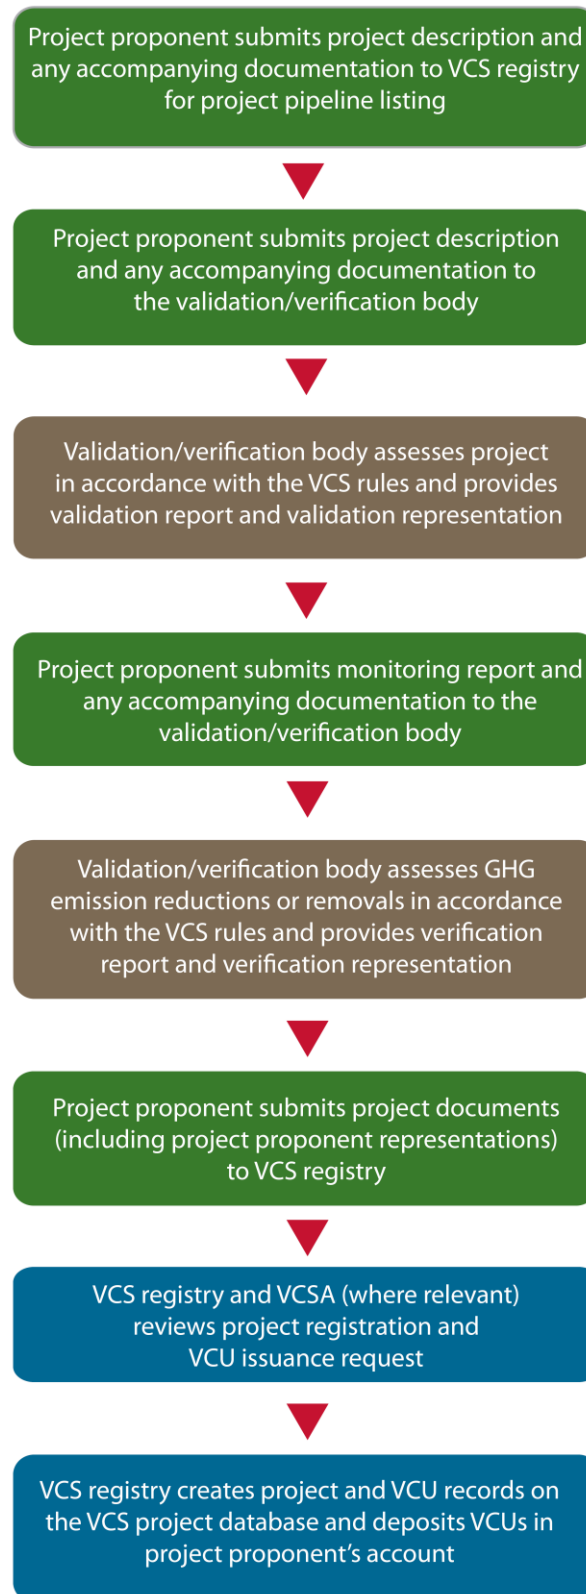 Project proponent submits project description and
any accompanying documentation to VCS registry
for project pipeline listing
Project proponent submits project description
and any accompanying documentation to
the validation/verification body
Validation/verification body assesses project
in accordance with the VCS rules and provides
validation report and validation representation
Project proponent submits monitoring report and
any accompanying documentation to the
validation/verification body
Validation/verification body assesses GHG
emission reductions or removals in accordance
with the VCS rules and provides verification
report and verification representation
Project proponent submits project documents
(including project proponent representations)
to VCS registry
VCS registry and VCSA (where relevant)
reviews project registration and
VCU issuance request
VCS registry creates project and VCU records on
the VCS project database and deposits VCUs in
project proponent's account